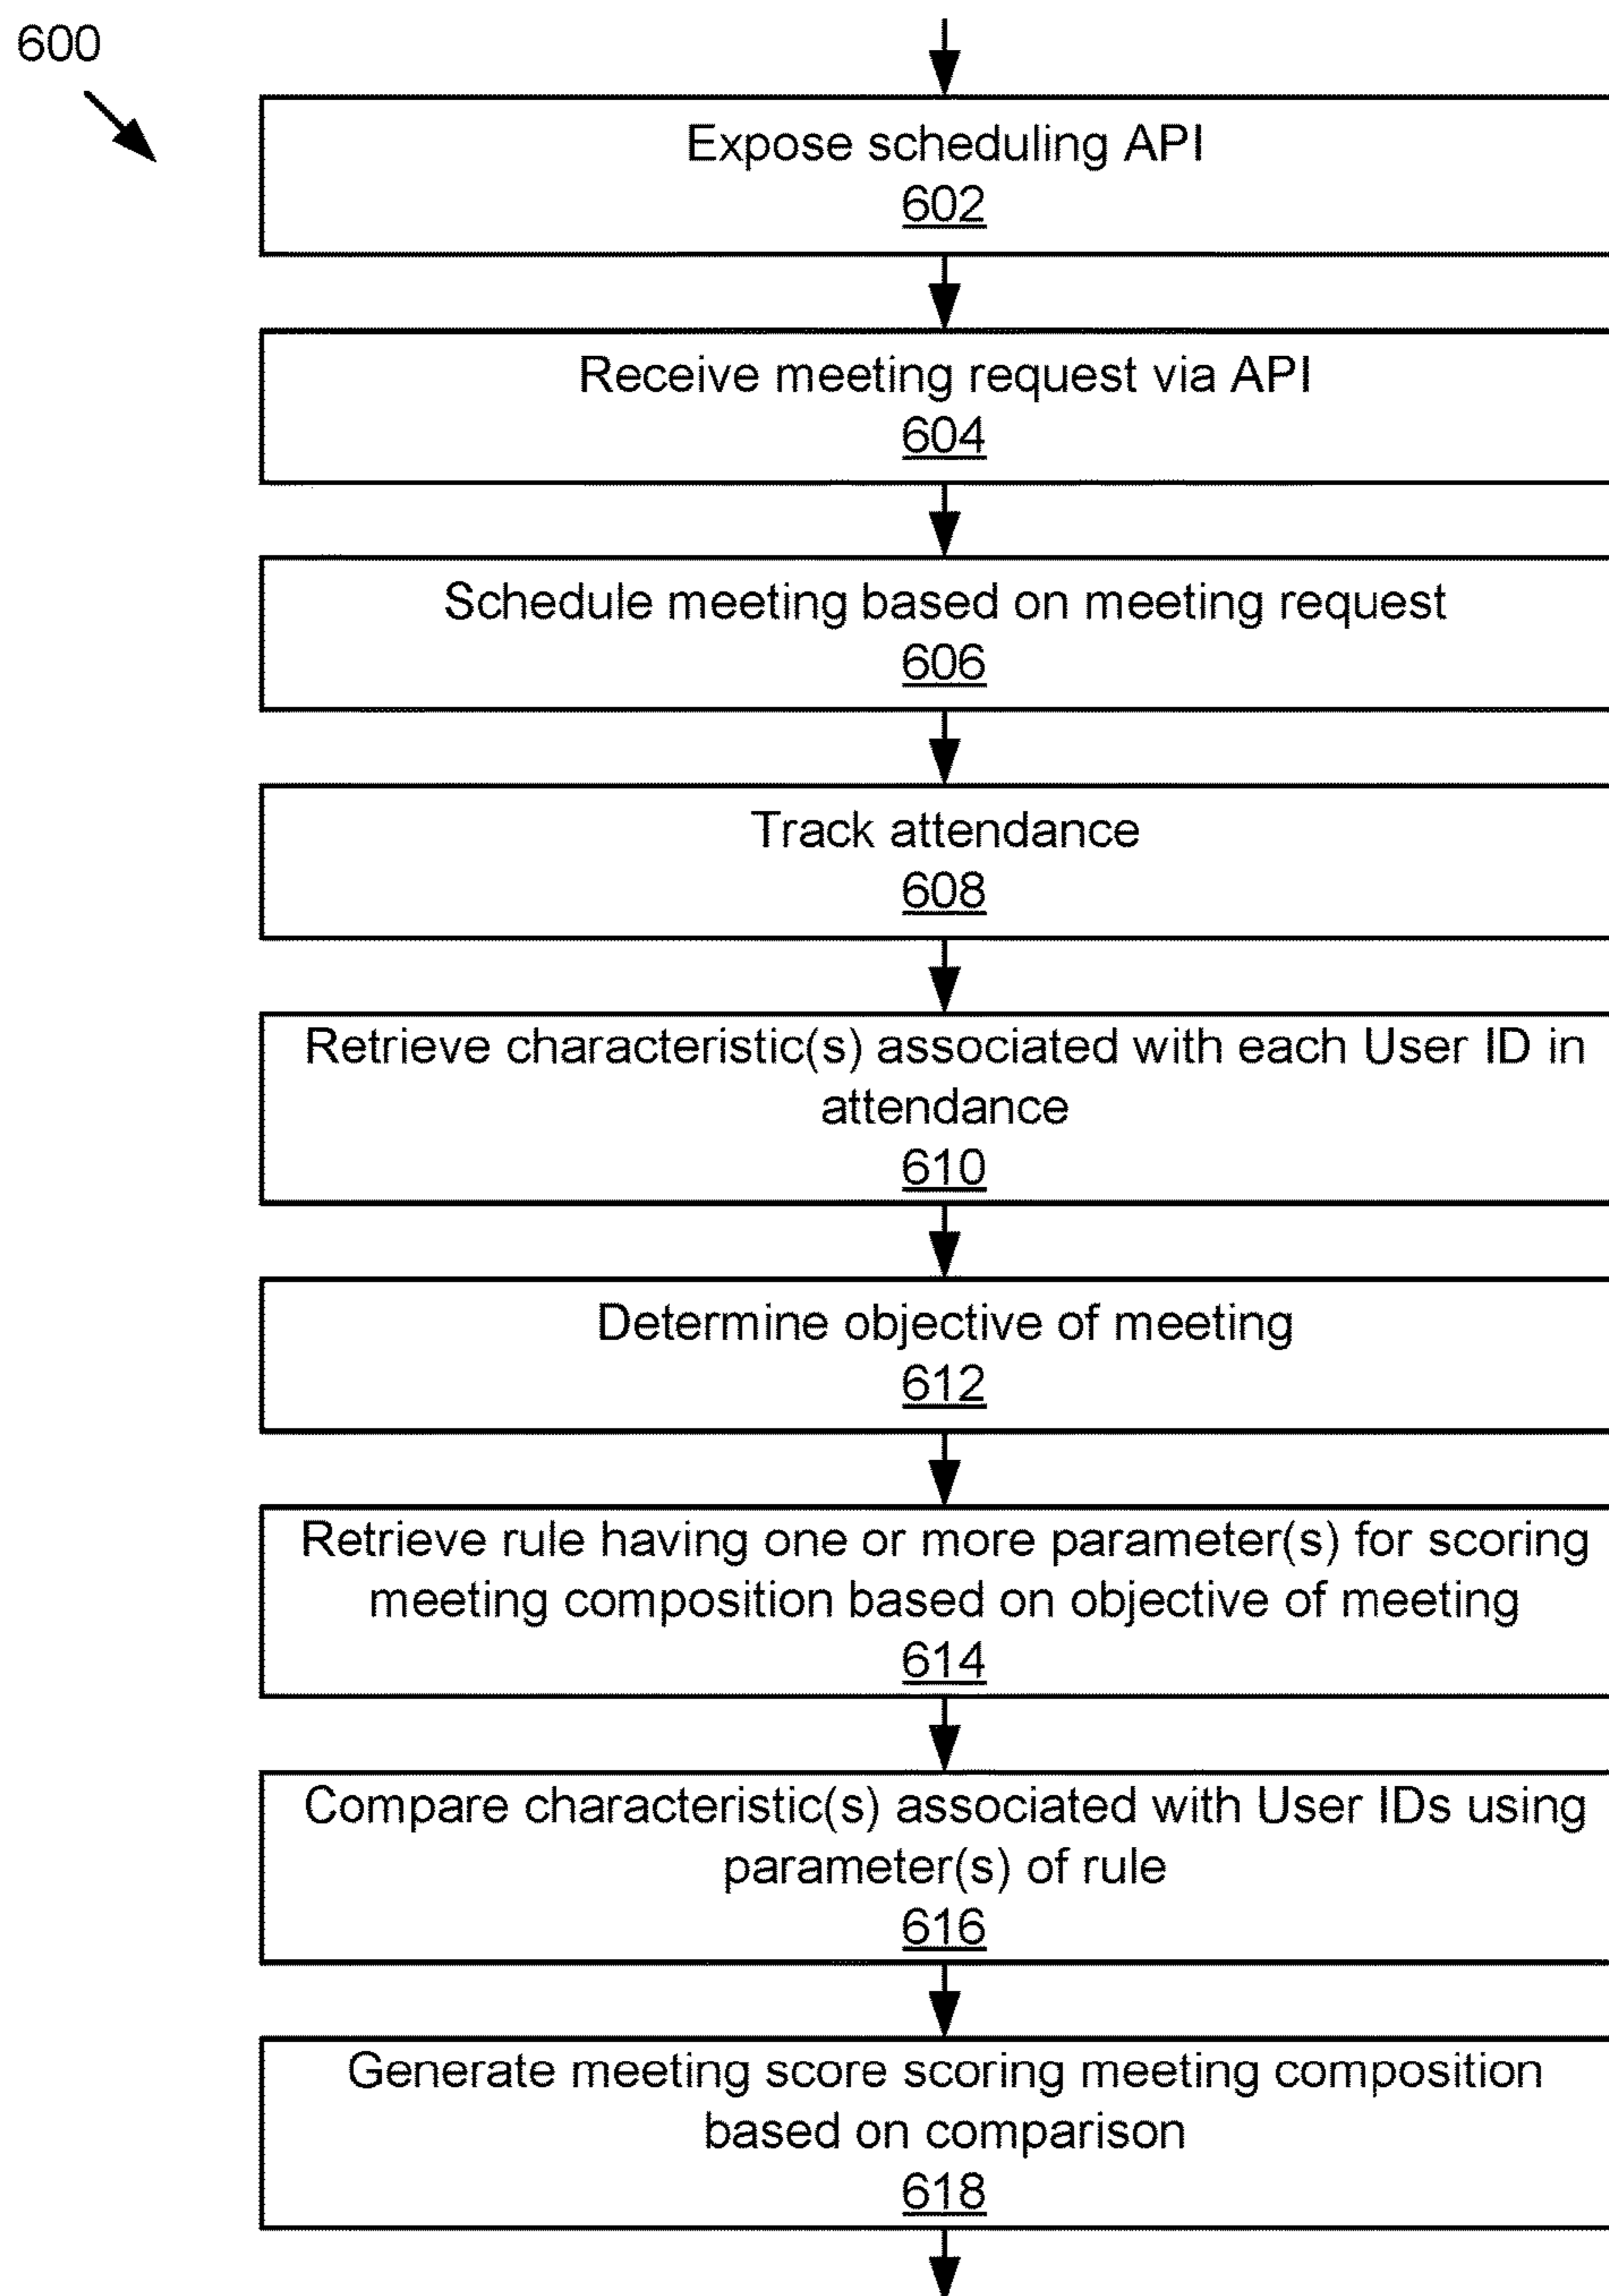 600
Expose scheduling API
602
Receive meeting request via API
604
Schedule meeting based on meeting request
606
Track attendance
608
Retrieve characteristic(s) associated with each User ID in
attendance
610
Determine objective of meeting
612
Retrieve rule having one or more parameter(s) for scoring
meeting composition based on objective of meeting
614
Compare characteristic(s) associated with User IDs using
parameter(s) of rule
616
Generate meeting score scoring meeting composition
based on comparison
618